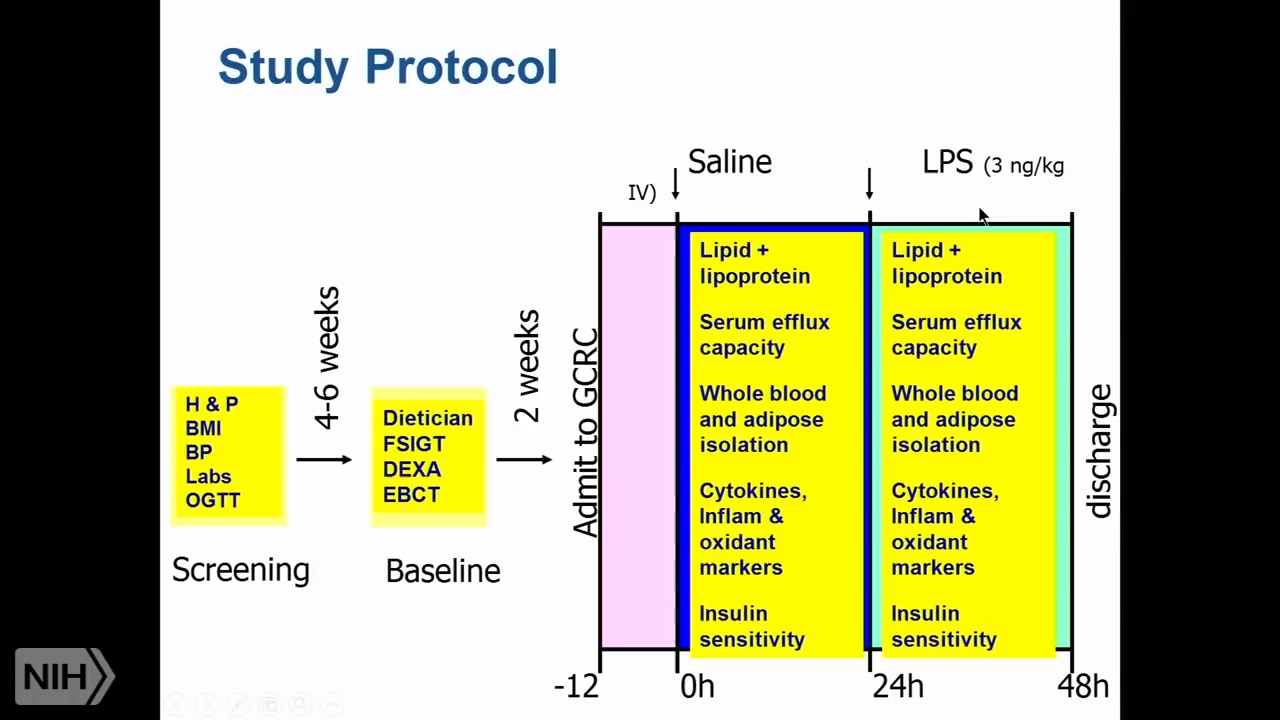 Study Protocol
Saline
LPS (3 ng/kg
IV)
H & P
BMI
BP
Labs
OGTT
Screening
4-6 weeks
Dietician
FSIGT
DEXA
EBCT
Baseline
2 weeks
Admit to GCRC
Lipid +
lipoprotein
Serum efflux
capacity
Whole blood
and adipose
isolation
Cytokines,
Inflam &
oxidant
markers
Insulin
sensitivity
Lipid +
lipoprotein
Serum efflux
capacity
Whole blood
and adipose
isolation
Cytokines,
Inflam &
oxidant
markers
Insulin
sensitivity
discharge
-12
0h
24h
48h
NIH